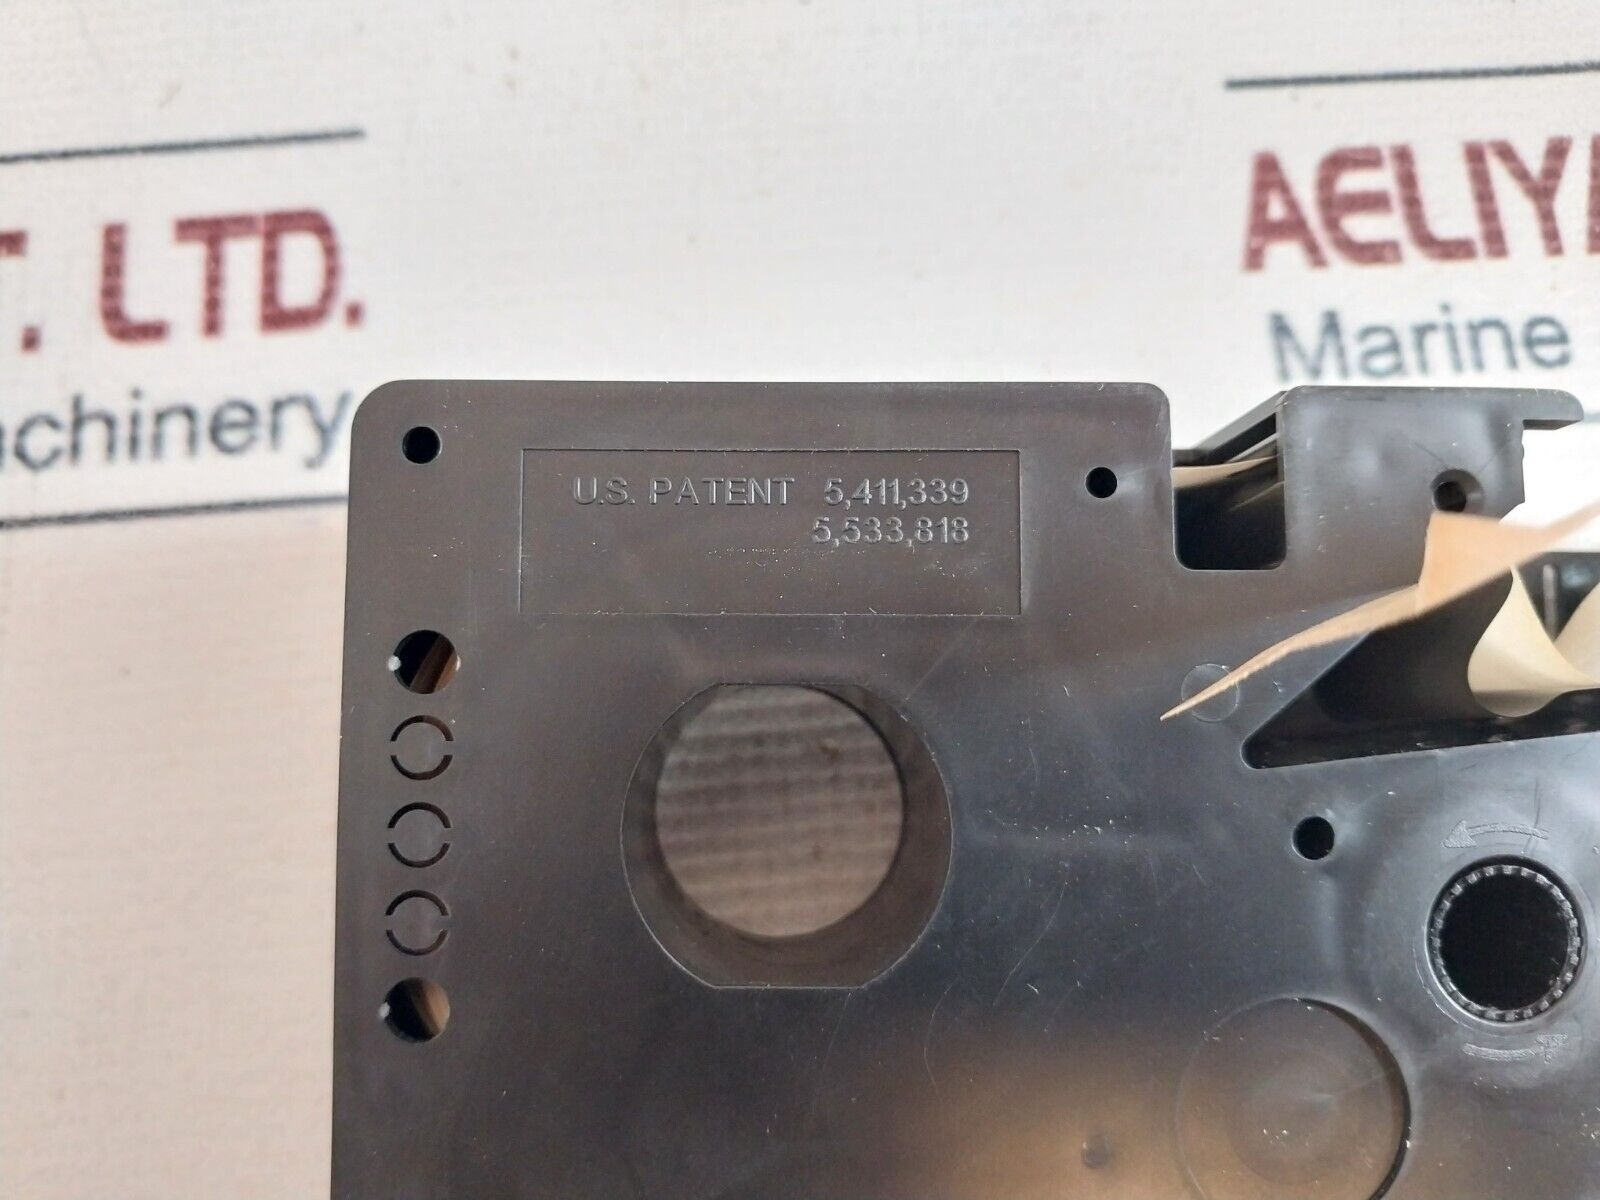 T. LTD.
achinery
AELIY
Marine
U.S. PATENT 5,411,339
5,533,818